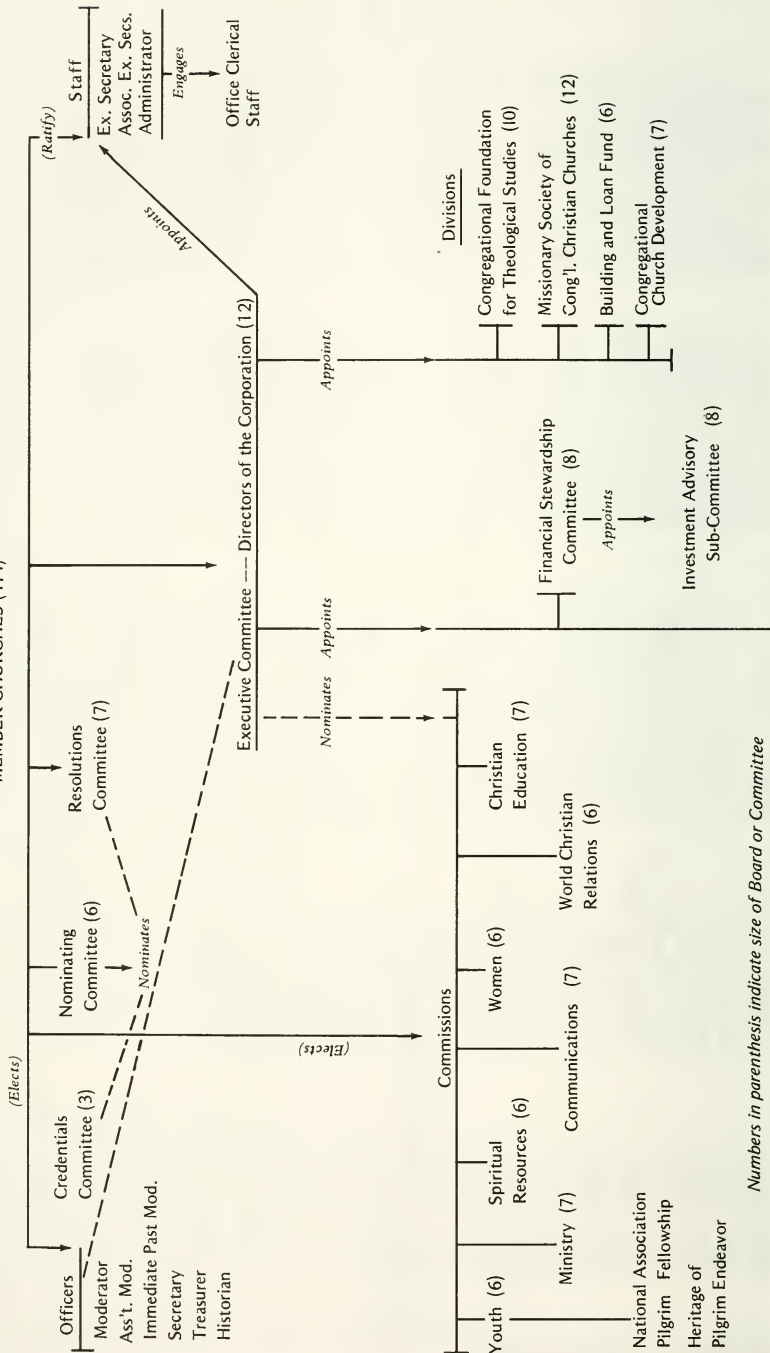 MEMBER CHURCHES
(Elects)
(Ratify)
Officers
Moderator
Ass't. Mod.
Immediate Past Mod.
Secretary
Treasurer
Historian
Credentials
Committee (3)
Nominating
Committee (6)
Nominates
Resolutions
Committee (7)
Staff
Ex. Secretary
Assoc. Ex. Secs.
Administrator
Engages
Office Clerical
Staff
Appoints
Executive Committee –– Directors of the Corporation (12)
(Elects)
Nominates
Appoints
Appoints
Commissions
Youth (6)
Ministry (7)
Spiritual
Resources (6)
Communications (7)
Women (6)
World Christian
Relations (6)
Christian
Education (7)
National Association
Pilgrim Fellowship
Heritage of
Pilgrim Endeavor
Financial Stewardship
Committee (8)
Appoints
Investment Advisory
Sub-Committee (8)
Divisions
Congregational Foundation
for Theological Studies (10)
Missionary Society of
Cong'l. Christian Churches (12)
Building and Loan Fund (6)
Congregational
Church Development (7)
Numbers in parenthesis indicate size of Board or Committee